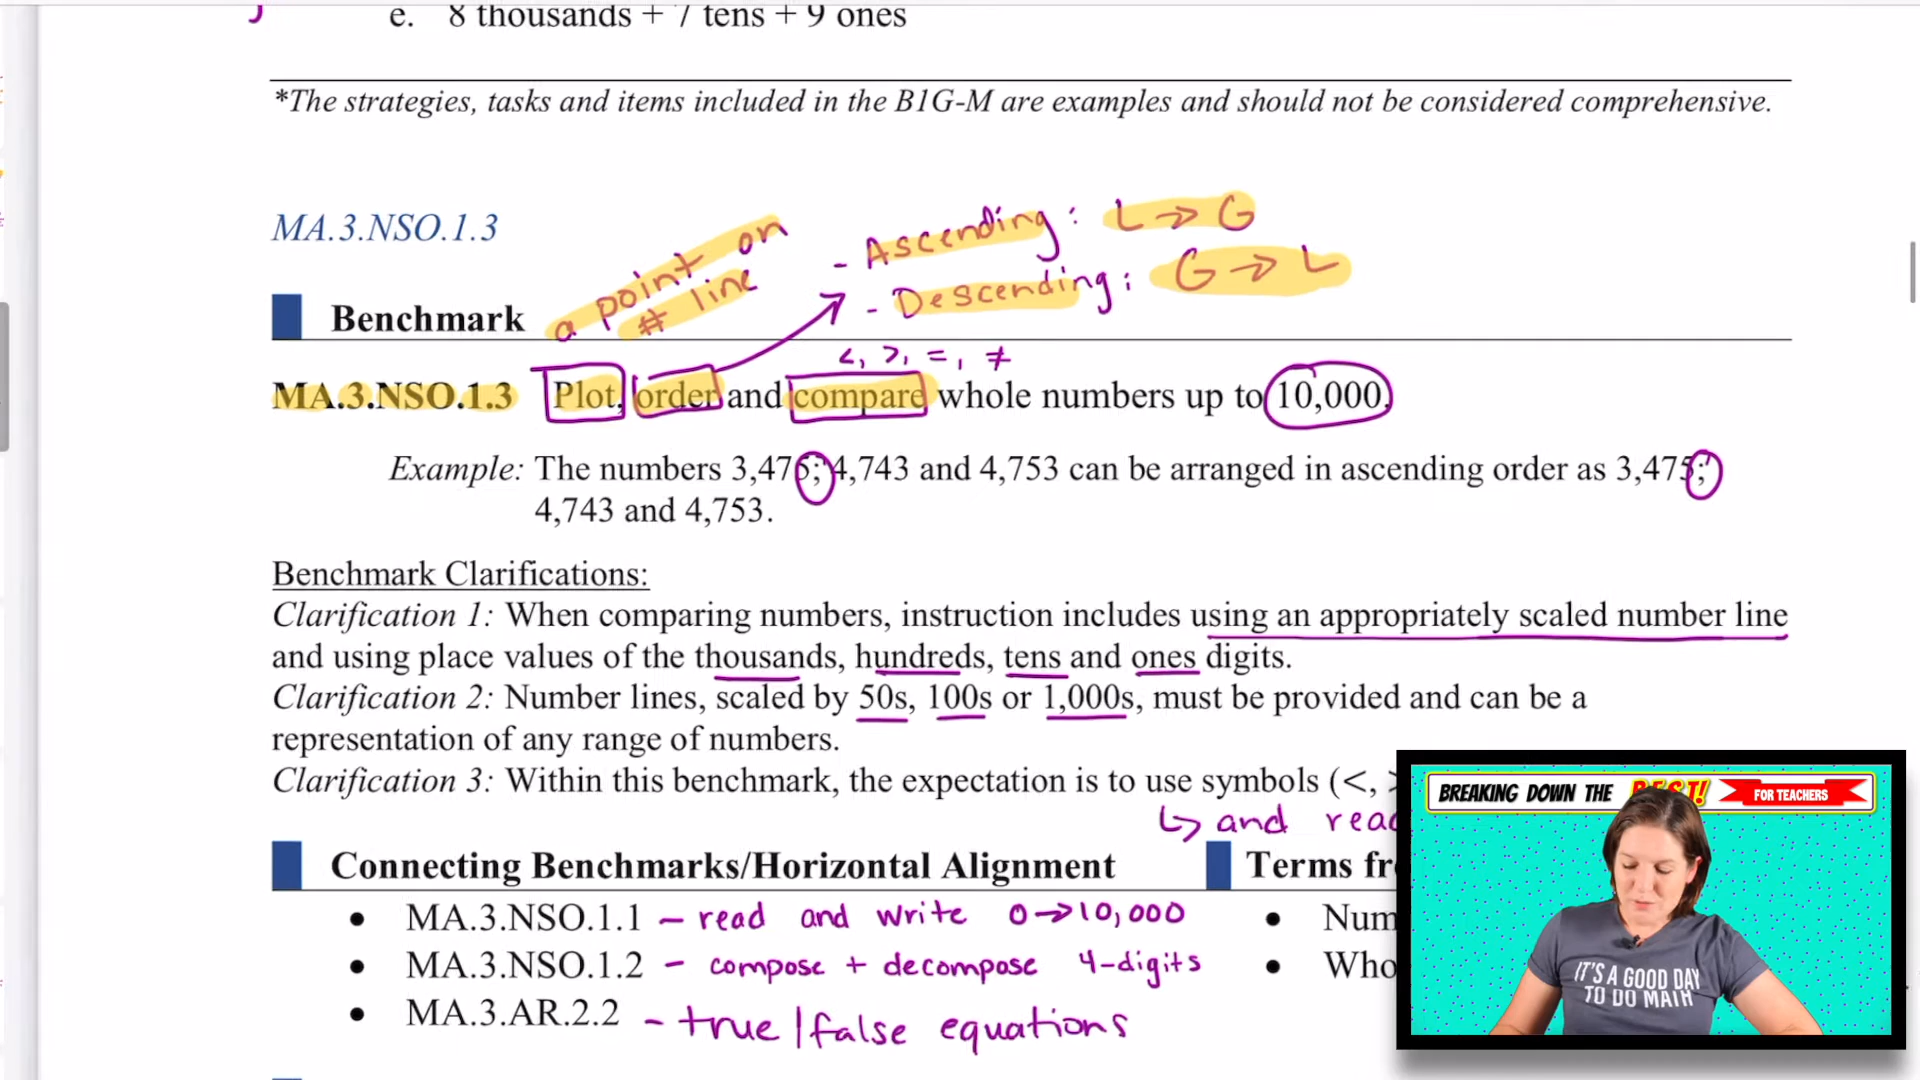 e. 8 thousands + 7 tens + 9 ones
*The strategies, tasks and items included in the B1G-M are examples and should not be considered comprehensive.
MA.3.NSO.1.3
a point on
# line
- Ascending: L → G
- Descending: G → L
Benchmark
<, >, =, ≠
MA.3.NSO.1.3 Plot, order and compare whole numbers up to 10,000.
Example: The numbers 3,475; 4,743 and 4,753 can be arranged in ascending order as 3,475;
4,743 and 4,753.
Benchmark Clarifications:
Clarification 1: When comparing numbers, instruction includes using an appropriately scaled number line
and using place values of the thousands, hundreds, tens and ones digits.
Clarification 2: Number lines, scaled by 50s, 100s or 1,000s, must be provided and can be a
representation of any range of numbers.
Clarification 3: Within this benchmark, the expectation is to use symbols (<,
↳ and read
Connecting Benchmarks/Horizontal Alignment
Terms fr
• MA.3.NSO.1.1 – read and write 0→10,000
• MA.3.NSO.1.2 - compose + decompose 4-digits
• MA.3.AR.2.2 - true|false equations
• Num
• Who
BREAKING DOWN THE BEST! FOR TEACHERS
IT'S A GOOD DAY
TO DO MATH